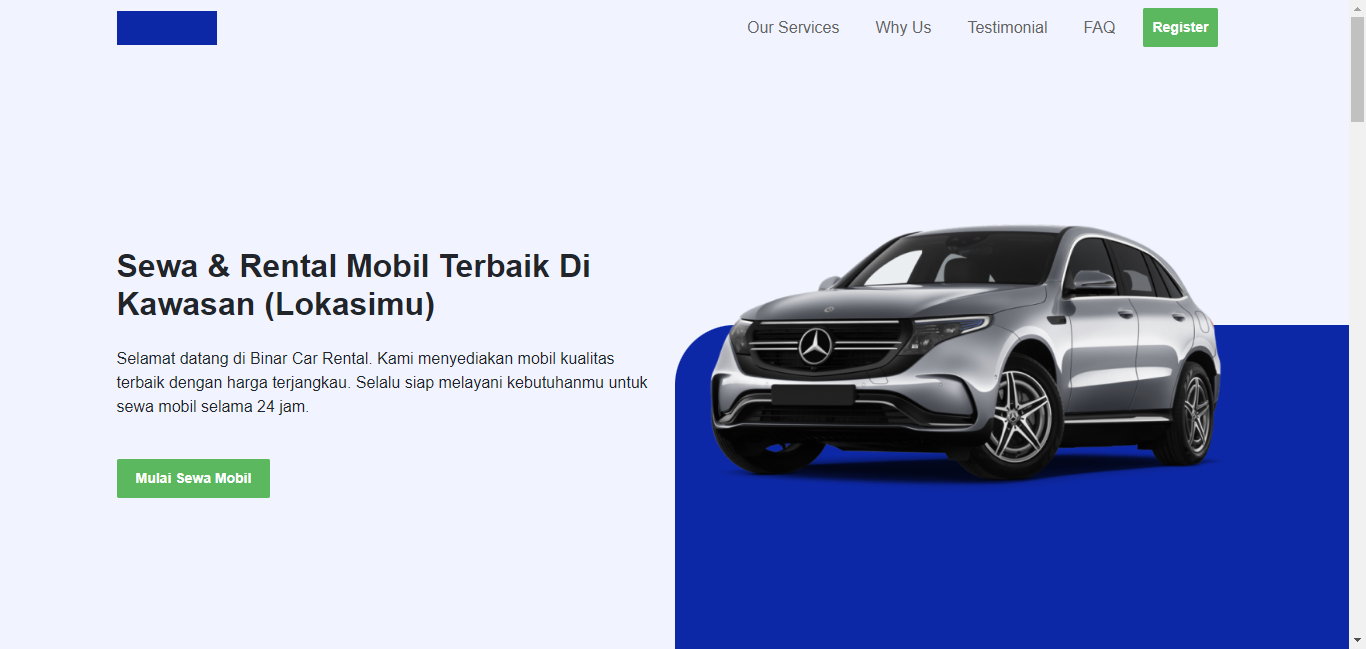 Our Services Why Us Testimonial FAQ Register
Sewa & Rental Mobil Terbaik Di
Kawasan (Lokasimu)
Selamat datang di Binar Car Rental. Kami menyediakan mobil kualitas
terbaik dengan harga terjangkau. Selalu siap melayani kebutuhanmu untuk
sewa mobil selama 24 jam.
Mulai Sewa Mobil